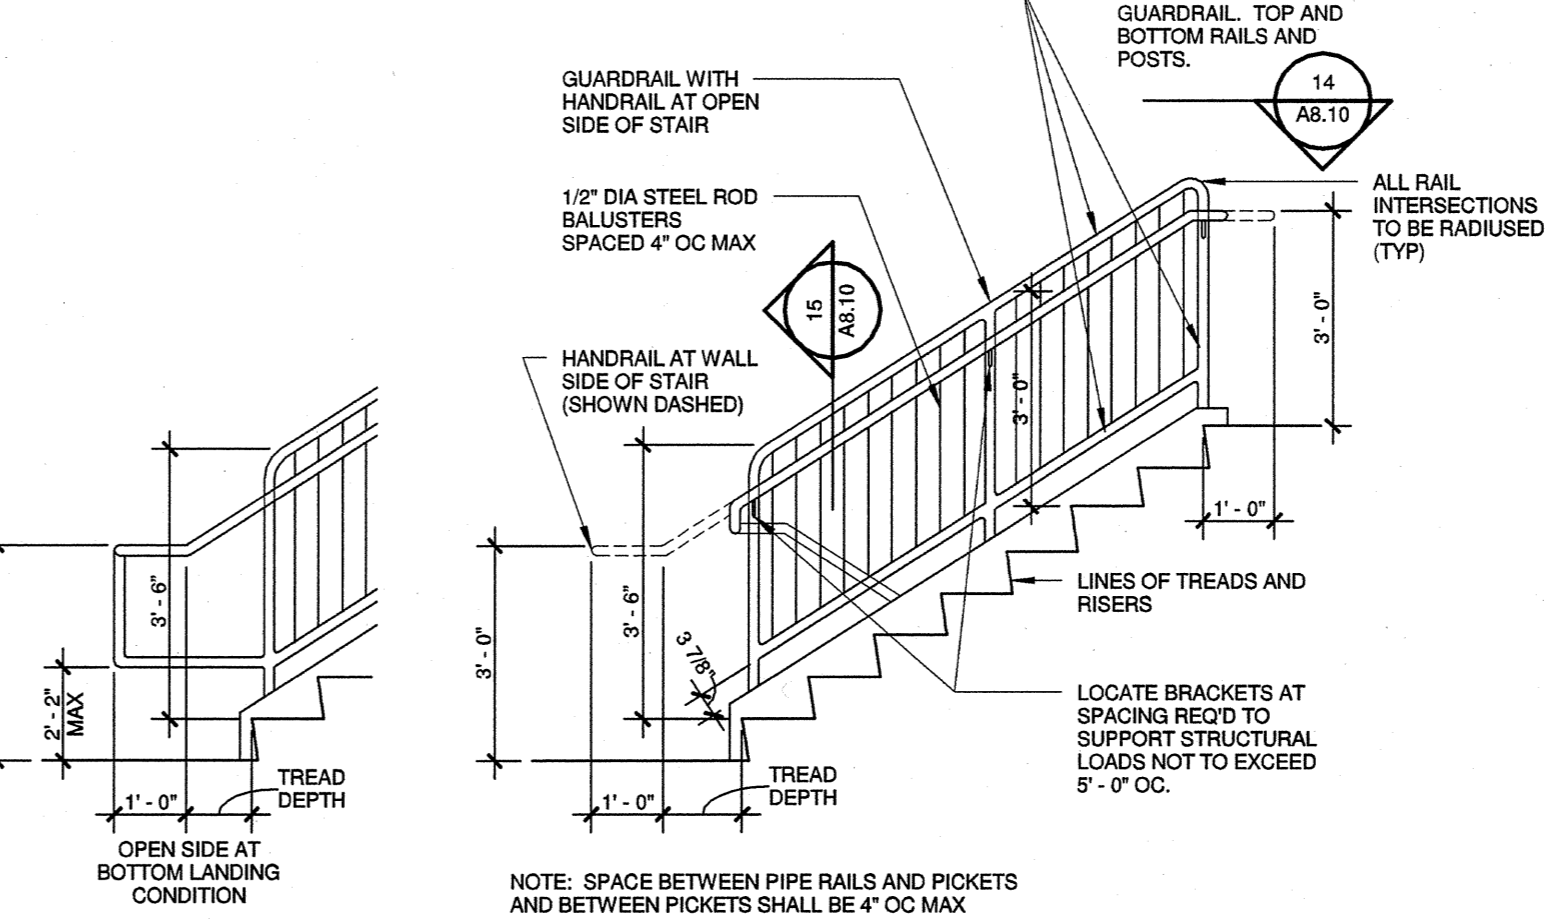 GUARDRAIL. TOP AND
BOTTOM RAILS AND
POSTS.
14
A8.10
GUARDRAIL WITH
HANDRAIL AT OPEN
SIDE OF STAIR
1/2" DIA STEEL ROD
BALUSTERS
SPACED 4" OC MAX
ALL RAIL
INTERSECTIONS
TO BE RADIUSED
(TYP)
15
A8.10
HANDRAIL AT WALL
SIDE OF STAIR
(SHOWN DASHED)
3' - 0"
3' - 0"
1' - 0"
3' - 6"
2' - 2"
MAX
3' - 0"
3' - 6"
3 7/8"
LINES OF TREADS AND
RISERS
LOCATE BRACKETS AT
SPACING REQ'D TO
SUPPORT STRUCTURAL
LOADS NOT TO EXCEED
5' - 0" OC.
1' - 0"
TREAD
DEPTH
1' - 0"
TREAD
DEPTH
OPEN SIDE AT
BOTTOM LANDING
CONDITION
NOTE: SPACE BETWEEN PIPE RAILS AND PICKETS
AND BETWEEN PICKETS SHALL BE 4" OC MAX